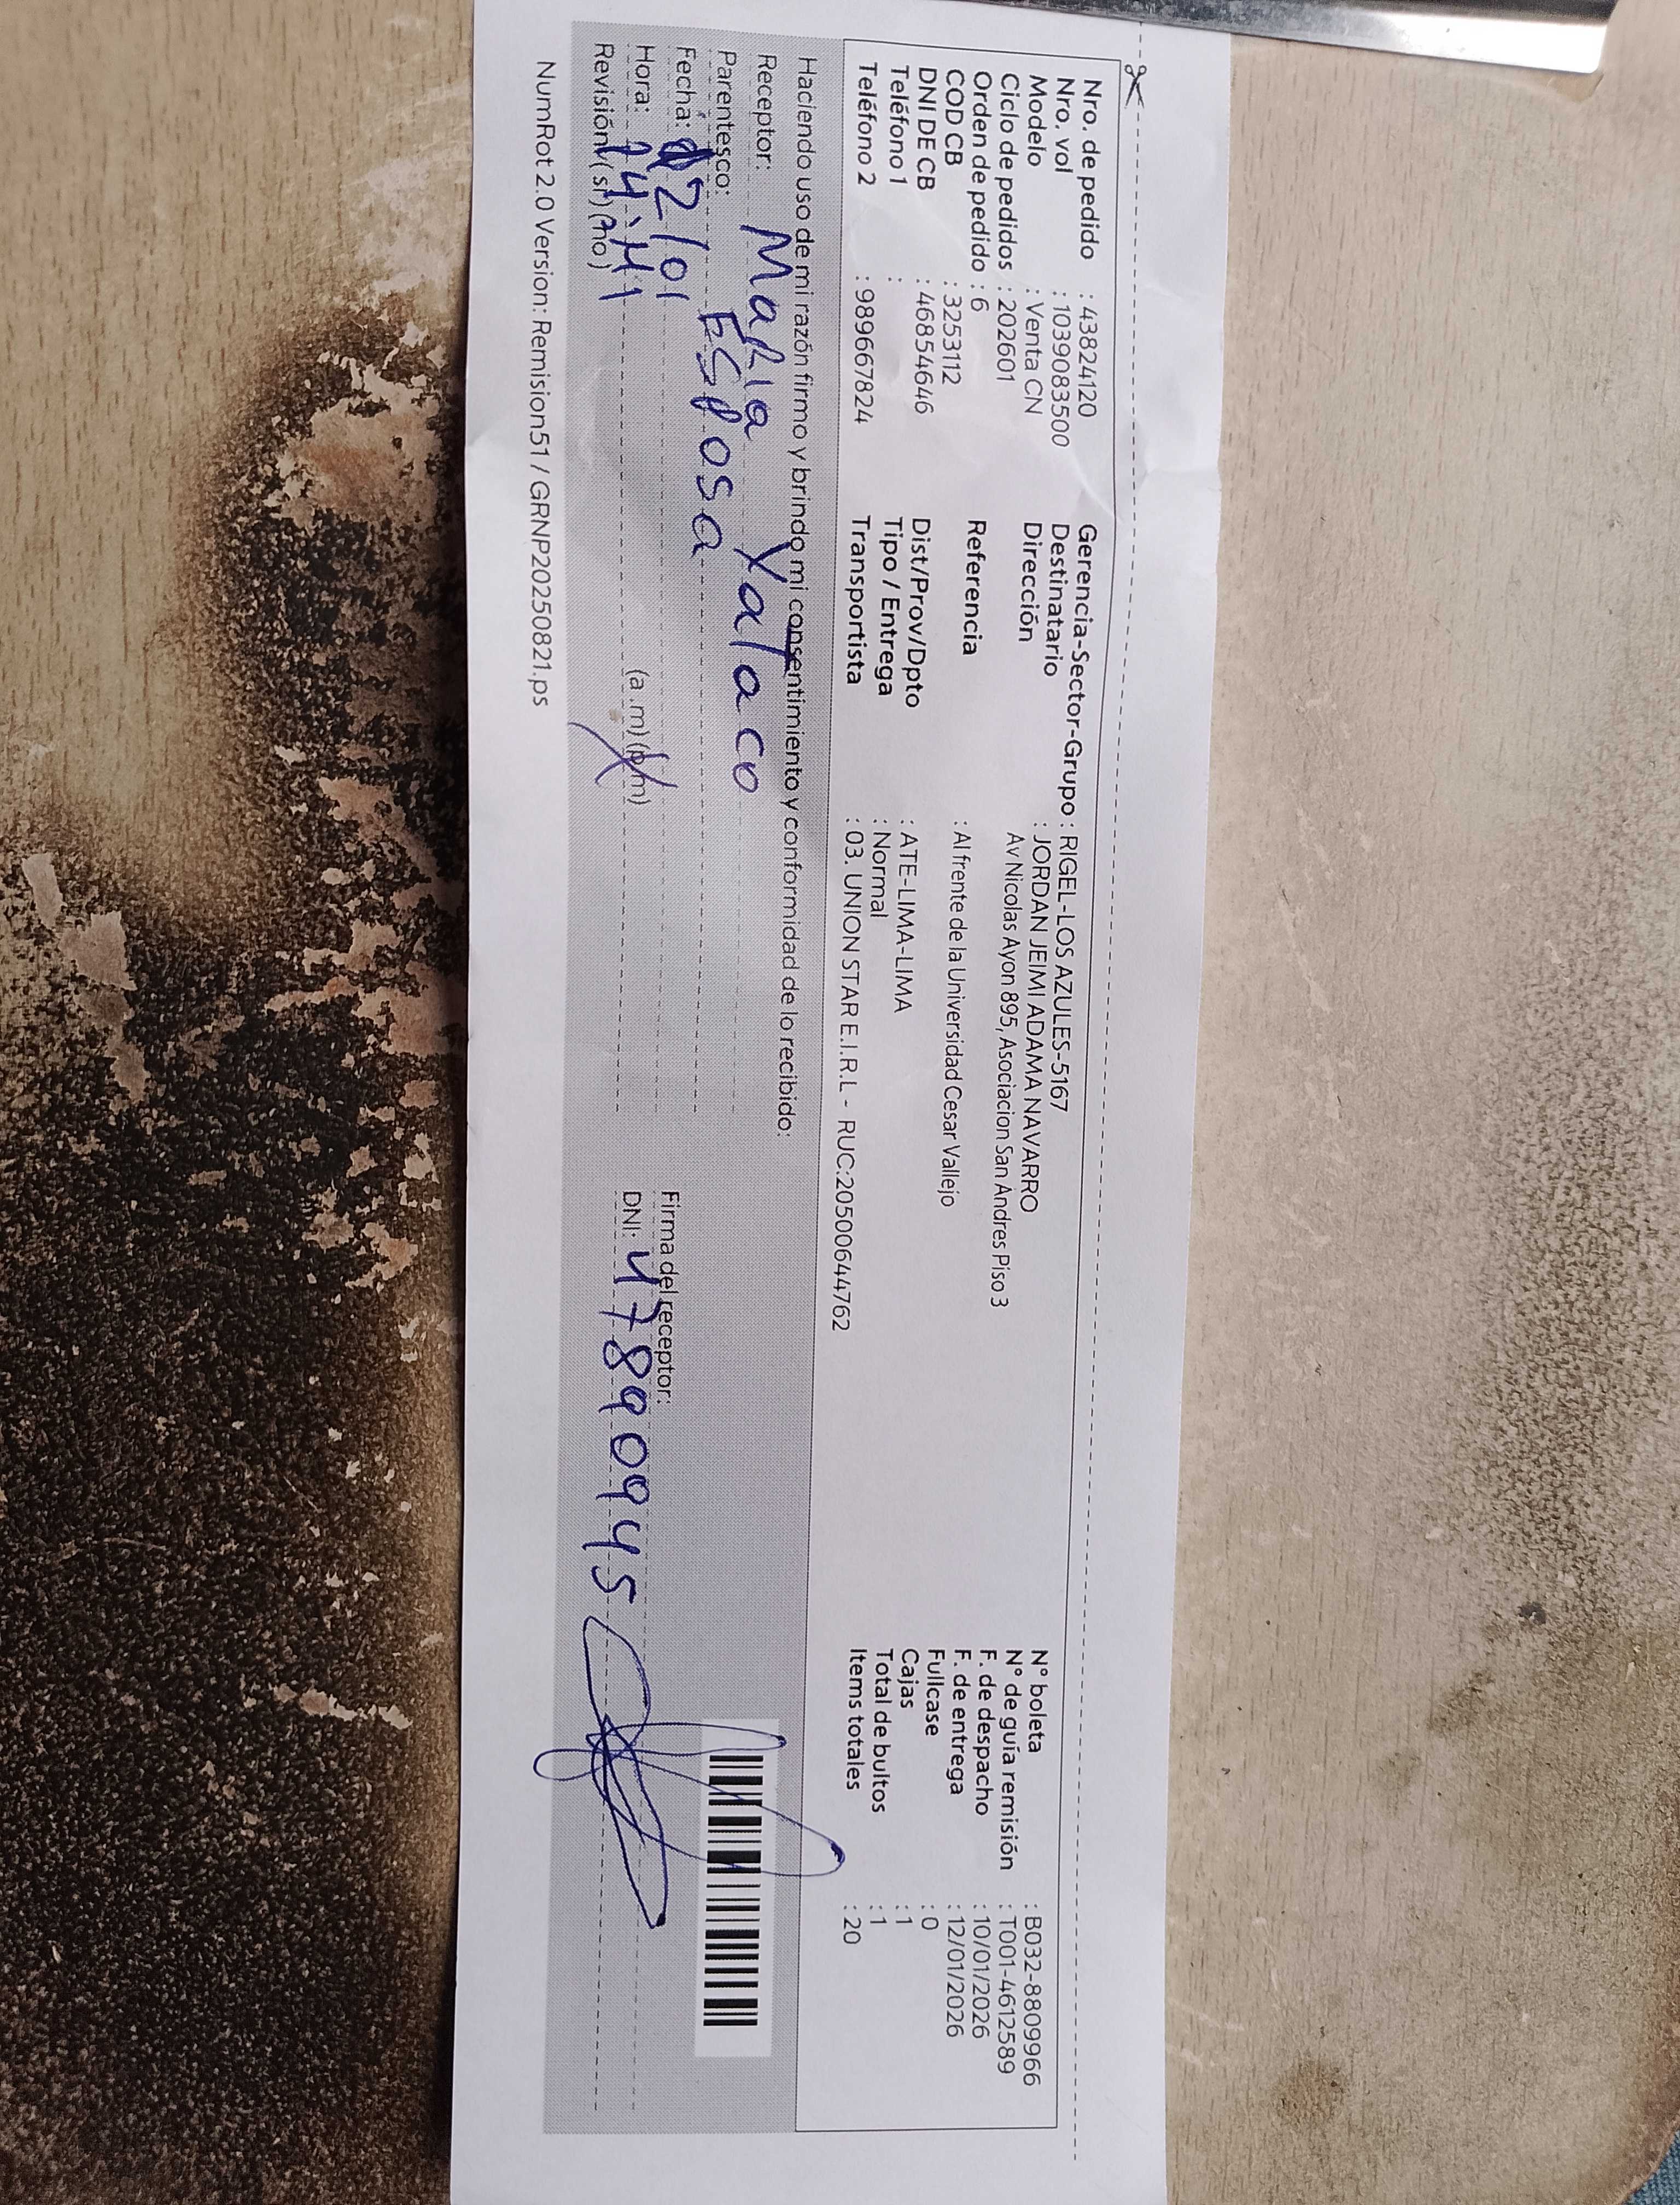 Nro. de pedido : 43824120
Nro. vol : 1039083500
Modelo : Venta CN
Ciclo de pedidos : 202601
Orden de pedido : 6
COD CB : 3253112
DNI DE CB : 46854646
Teléfono 1 :
Teléfono 2 : 989667824
Gerencia-Sector-Grupo : RIGEL-LOS AZULES-5167
Destinatario : JORDAN JEIMI ADAMA NAVARRO
Dirección Av Nicolas Ayon 895, Asociacion San Andres Piso 3
Referencia : Al frente de la Universidad Cesar Vallejo
Dist/Prov/Dpto : ATE-LIMA-LIMA
Tipo / Entrega : Normal
Transportista : 03. UNION STAR E.I.R.L - RUC:20500644762
N° boleta : B032-88099966
N° de guía remisión : T001-4612589
F. de despacho : 10/01/2026
F. de entrega : 12/01/2026
Fullcase : 0
Cajas : 1
Total de bultos : 1
Items totales : 20
Haciendo uso de mi razón firmo y brindo mi consentimiento y conformidad de lo recibido:
Receptor: Maria Yataco
Parentesco: Esposa
Fecha: 12/01
Hora: (a.m) (p.m)
Revisión (si) (no)
Firma del receptor:
DNI: 47890945
NumRot 2.0 Version: Remision51 / GRNP20250821.ps